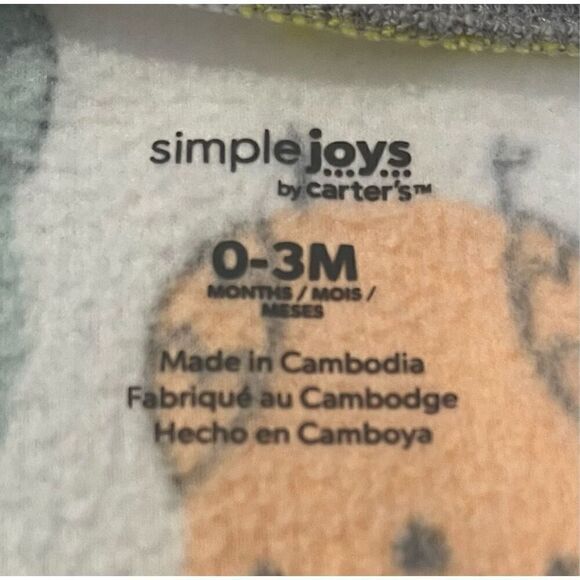 simple joys
by carter's™
0-3M
MONTHS / MOIS /
MESES
Made in Cambodia
Fabriqué au Cambodge
Hecho en Camboya